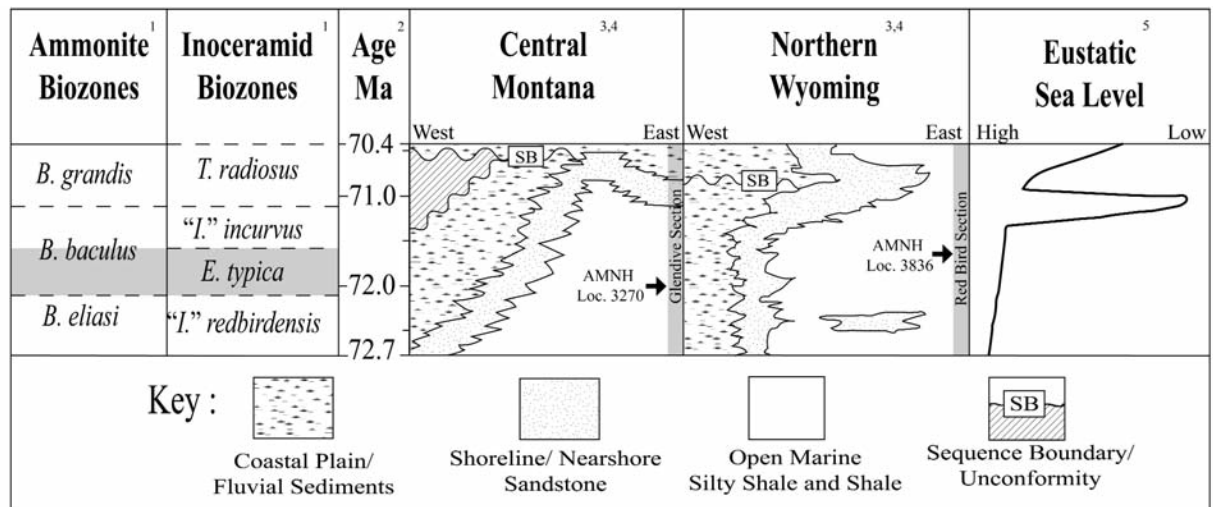 Ammonite Biozones 1
Inoceramid Biozones 1
Age Ma 2
Central Montana 3,4
Northern Wyoming 3,4
Eustatic Sea Level 5
West East
West East
High Low
B. grandis
B. baculus
B. eliasi
T. radiosus
"I." incurvus
E. typica
"I." redbirdensis
70.4
71.0
72.0
72.7
SB
AMNH
Loc. 3270
Glendive Section
SB
AMNH
Loc. 3836
Red Bird Section
Key :
Coastal Plain/
Fluvial Sediments
Shoreline/ Nearshore
Sandstone
Open Marine
Silty Shale and Shale
SB
Sequence Boundary/
Unconformity